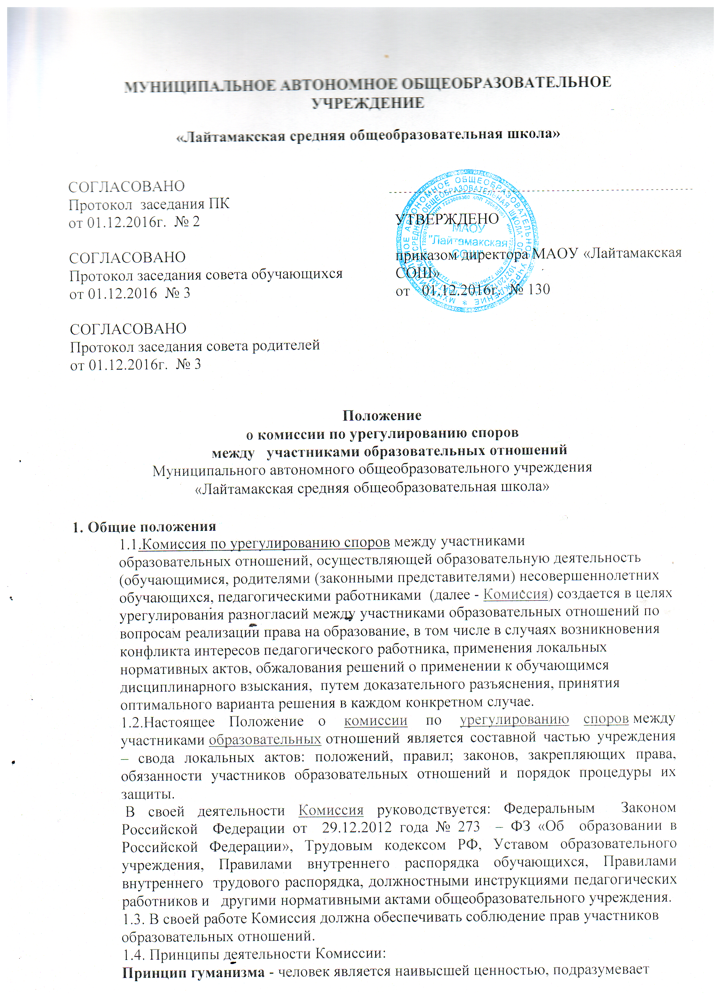 МУНИЦИПАЛЬНОЕ АВТОНОМНОЕ ОБЩЕОБРАЗОВАТЕЛЬНОЕ
УЧРЕЖДЕНИЕ
«Лайтамакская средняя общеобразовательная школа»
СОГЛАСОВАНО
Протокол заседания ПК
от 01.12.2016г. № 2
СОГЛАСОВАНО
Протокол заседания совета обучающихся
от 01.12.2016 № 3
СОГЛАСОВАНО
Протокол заседания совета родителей
от 01.12.2016г. № 3
УТВЕРЖДЕНО
приказом директора МАОУ «Лайтамакская
СОШ»
от 01.12.2016г. № 130
МАОУ
"Лайтамакская
СОШ"
Положение
о комиссии по урегулированию споров
между участниками образовательных отношений
Муниципального автономного общеобразовательного учреждения
«Лайтамакская средняя общеобразовательная школа»
1. Общие положения
1.1.Комиссия по урегулированию споров между участниками
образовательных отношений, осуществляющей образовательную деятельность
(обучающимися, родителями (законными представителями) несовершеннолетних
обучающихся, педагогическими работниками (далее - Комиссия) создается в целях
урегулирования разногласий между участниками образовательных отношений по
вопросам реализации права на образование, в том числе в случаях возникновения
конфликта интересов педагогического работника, применения локальных
нормативных актов, обжалования решений о применении к обучающимся
дисциплинарного взыскания, путем доказательного разъяснения, принятия
оптимального варианта решения в каждом конкретном случае.
1.2.Настоящее Положение о комиссии по урегулированию споров между
участниками образовательных отношений является составной частью учреждения
– свода локальных актов: положений, правил; законов, закрепляющих права,
обязанности участников образовательных отношений и порядок процедуры их
защиты.
В своей деятельности Комиссия руководствуется: Федеральным Законом
Российской Федерации от 29.12.2012 года № 273 – ФЗ «Об образовании в
Российской Федерации», Трудовым кодексом РФ, Уставом образовательного
учреждения, Правилами внутреннего распорядка обучающихся, Правилами
внутреннего трудового распорядка, должностными инструкциями педагогических
работников и другими нормативными актами общеобразовательного учреждения.
1.3. В своей работе Комиссия должна обеспечивать соблюдение прав участников
образовательных отношений.
1.4. Принципы деятельности Комиссии:
Принцип гуманизма - человек является наивысшей ценностью, подразумевает